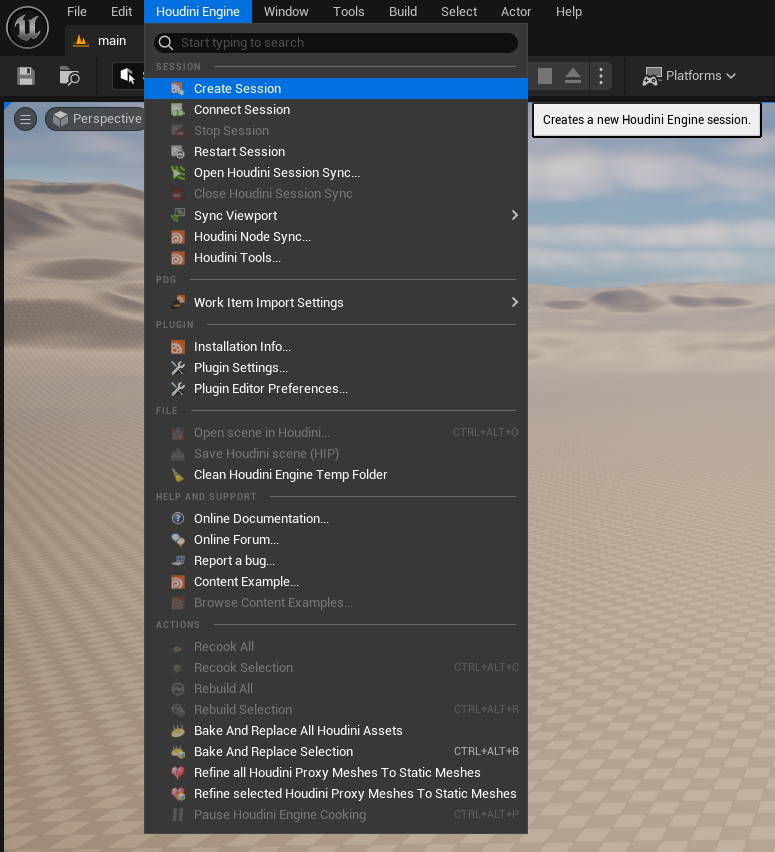 File Edit Houdini Engine Window Tools Build Select Actor Help
main
Start typing to search
SESSION
Create Session
Platforms
Connect Session
Creates a new Houdini Engine session.
Perspective
Stop Session
Restart Session
Open Houdini Session Sync...
Close Houdini Session Sync
Sync Viewport
Houdini Node Sync...
Houdini Tools...
PDG
Work Item Import Settings
PLUGIN
Installation Info...
Plugin Settings...
Plugin Editor Preferences...
FILE
Open scene in Houdini... CTRL+ALT+O
Save Houdini scene (HIP)
Clean Houdini Engine Temp Folder
HELP AND SUPPORT
Online Documentation...
Online Forum...
Report a bug...
Content Example...
Browse Content Examples...
ACTIONS
Recook All
Recook Selection CTRL+ALT+C
Rebuild All
Rebuild Selection CTRL+ALT+R
Bake And Replace All Houdini Assets
Bake And Replace Selection CTRL+ALT+B
Refine all Houdini Proxy Meshes To Static Meshes
Refine selected Houdini Proxy Meshes To Static Meshes
Pause Houdini Engine Cooking CTRL+ALT+P